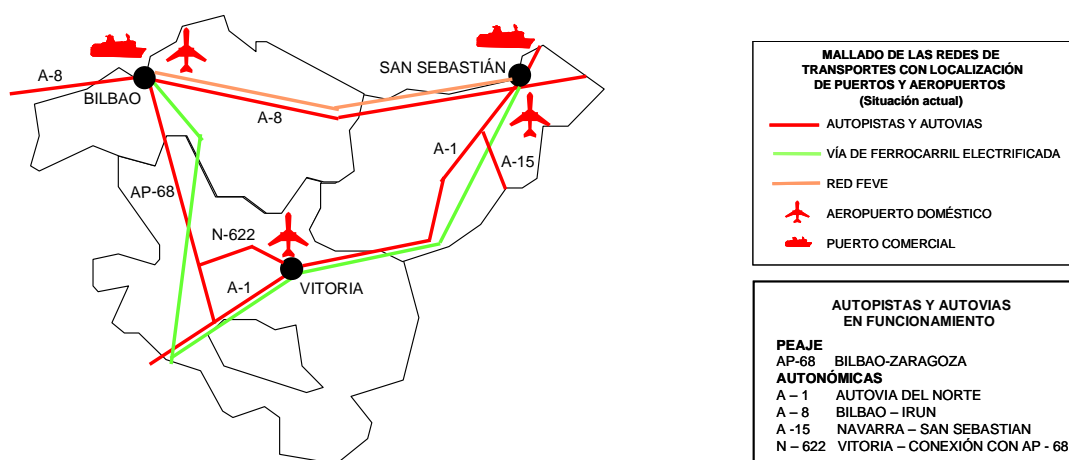 A-8
BILBAO
SAN SEBASTIÁN
A-8
A-1
A-15
AP-68
N-622
A-1
VITORIA
MALLADO DE LAS REDES DE
TRANSPORTES CON LOCALIZACIÓN
DE PUERTOS Y AEROPUERTOS
(Situación actual)
AUTOPISTAS Y AUTOVIAS
VÍA DE FERROCARRIL ELECTRIFICADA
RED FEVE
AEROPUERTO DOMÉSTICO
PUERTO COMERCIAL
AUTOPISTAS Y AUTOVIAS
EN FUNCIONAMIENTO
PEAJE
AP-68 BILBAO-ZARAGOZA
AUTONÓMICAS
A – 1 AUTOVIA DEL NORTE
A – 8 BILBAO – IRUN
A -15 NAVARRA – SAN SEBASTIAN
N – 622 VITORIA – CONEXIÓN CON AP - 68